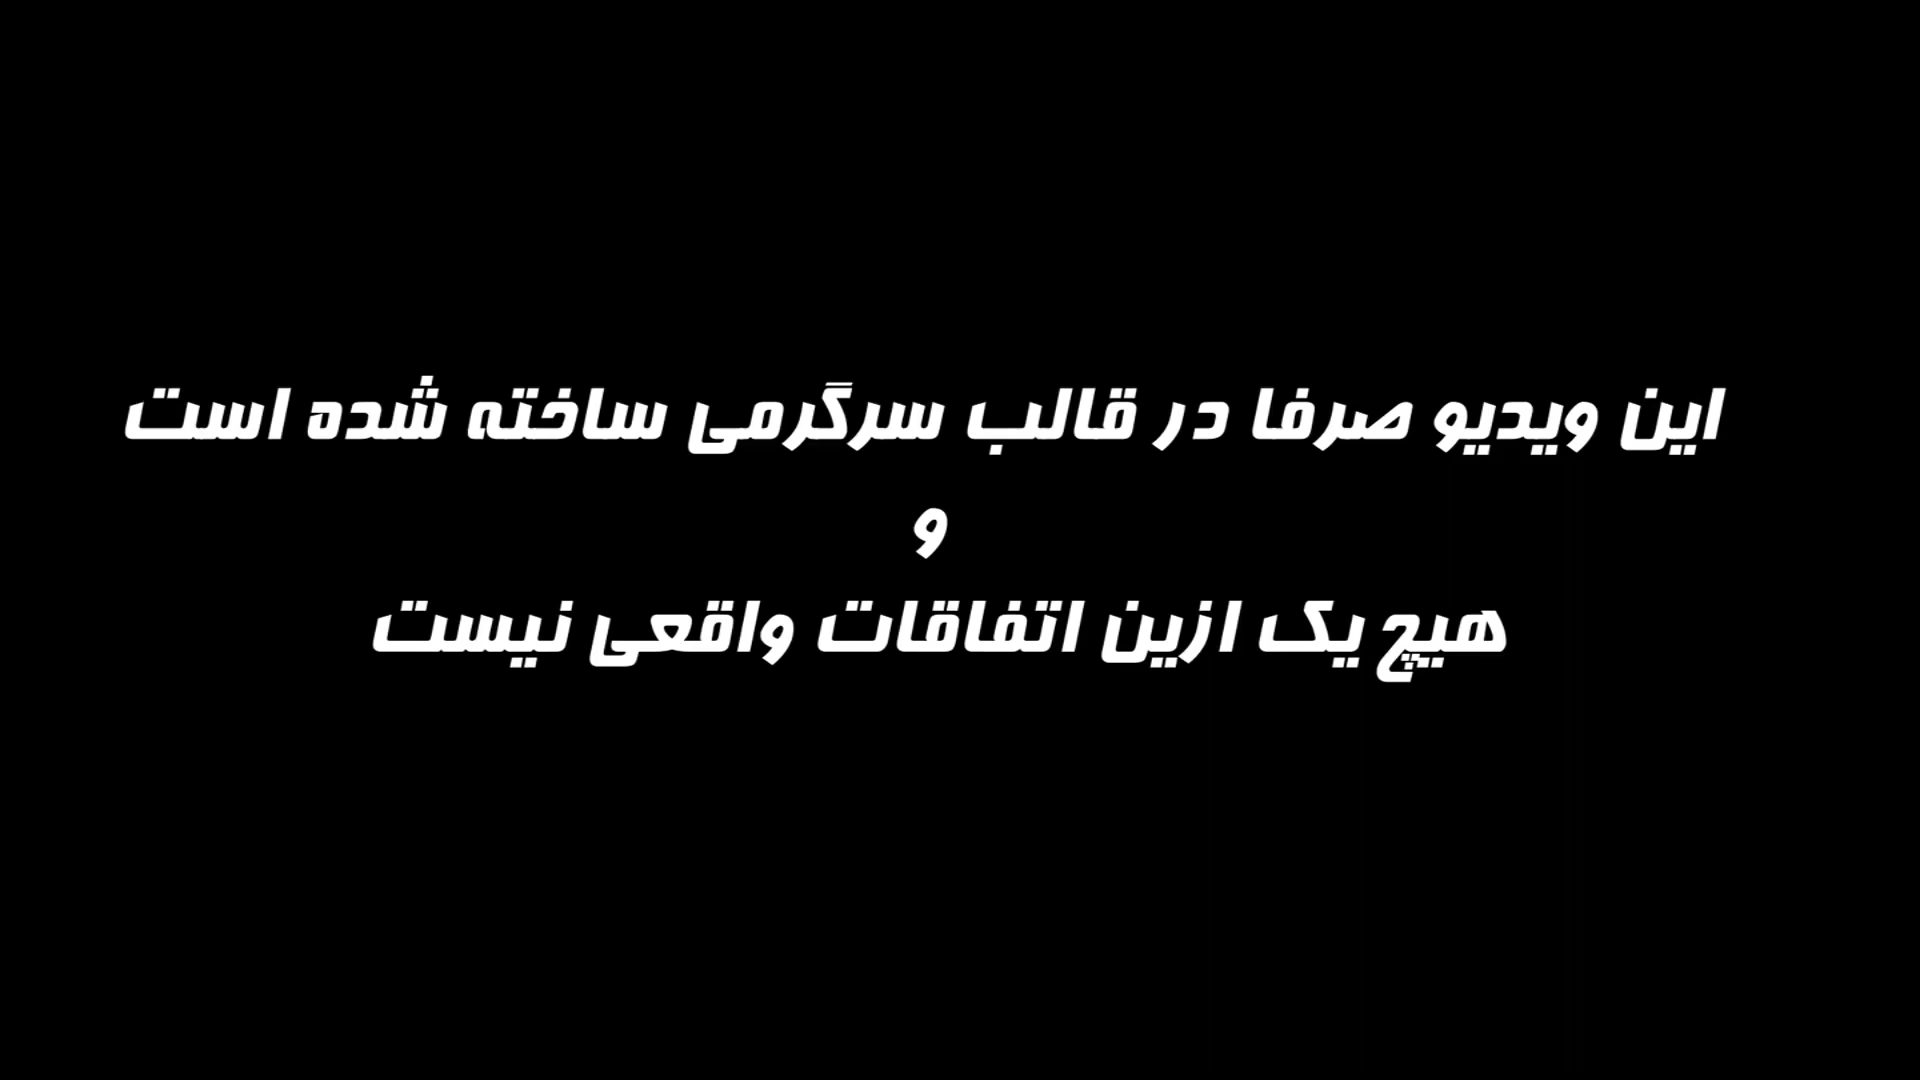 این ویدیو صرفا در قالب سرگرمی ساخته شده است
و
هیچ یک ازین اتفاقات واقعی نیست